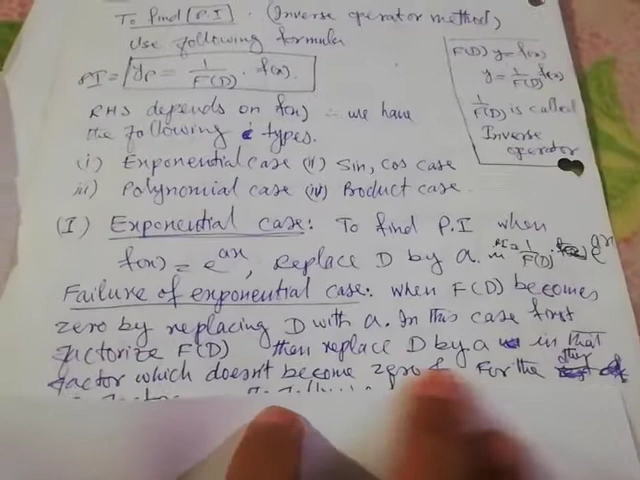 To find [P.I] . (Inverse operator method)
Use following formula
PI = yp = 1/F(D) . f(x)
RHS depends on f(x) ∴ we have
the following types.
(i) Exponential case (ii) Sin, cos case
iii) Polynomial case (iv) Product case
F(D) y = f(x)
y = 1/F(D) f(x)
1/F(D) is called
Inverse
operator
(I) Exponential case: To find P.I when
f(x) = e^ax, Replace D by a. PI = 1/F(D) e^ax
Failure of exponential case: when F(D) becomes
zero by replacing D with a. In this case first
factorize F(D) then replace D by a in that
factor which doesn't become zero & For the other